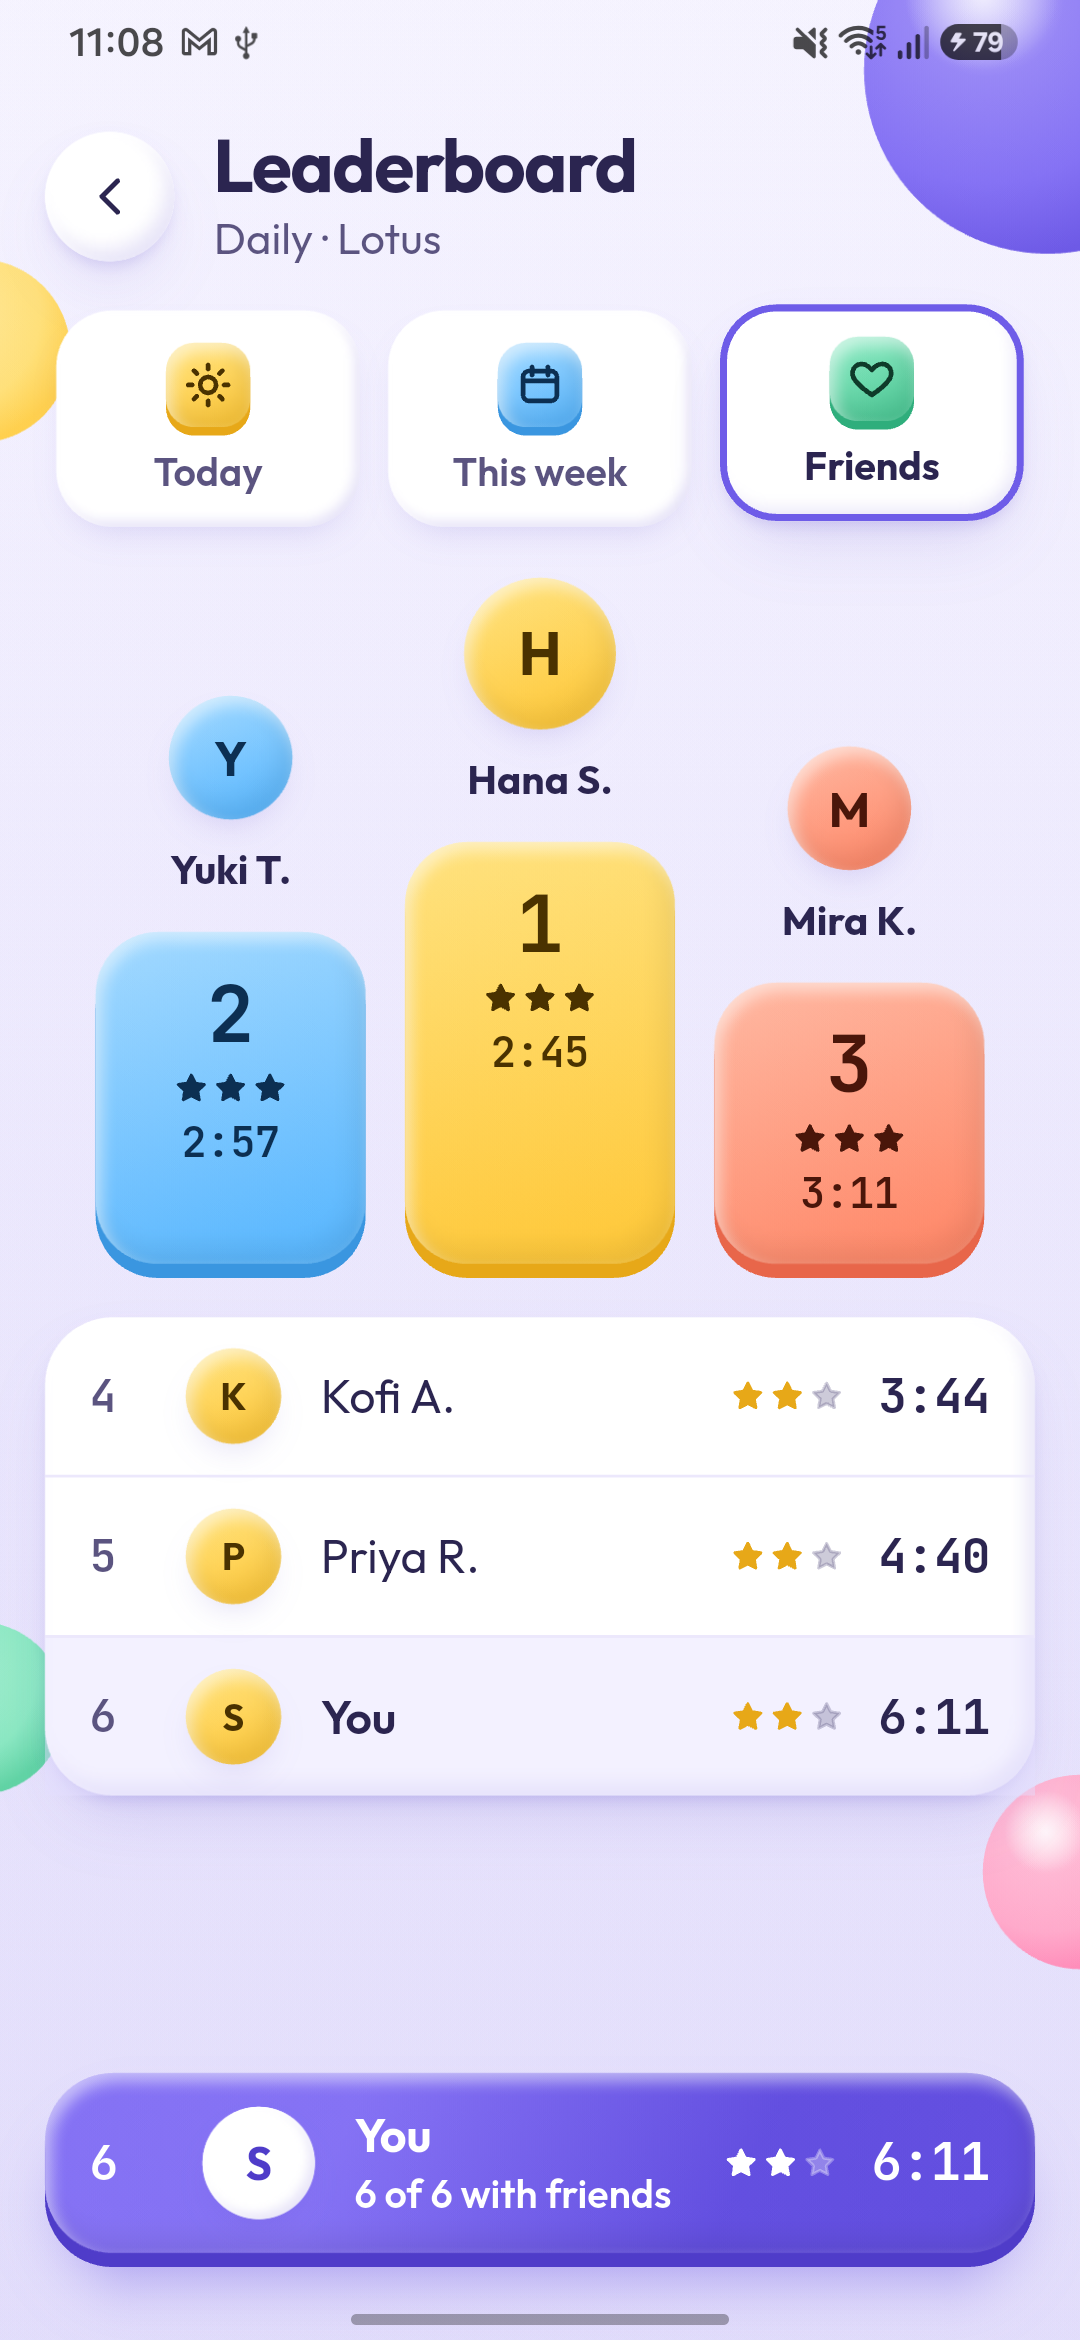 11:08
5
79
Leaderboard
Daily · Lotus
Today
This week
Friends
H
Hana S.
Y
Yuki T.
M
Mira K.
1
2:45
2
2:57
3
3:11
4 K Kofi A. 3:44
5 P Priya R. 4:40
6 S You 6:11
6 S You 6:11
6 of 6 with friends